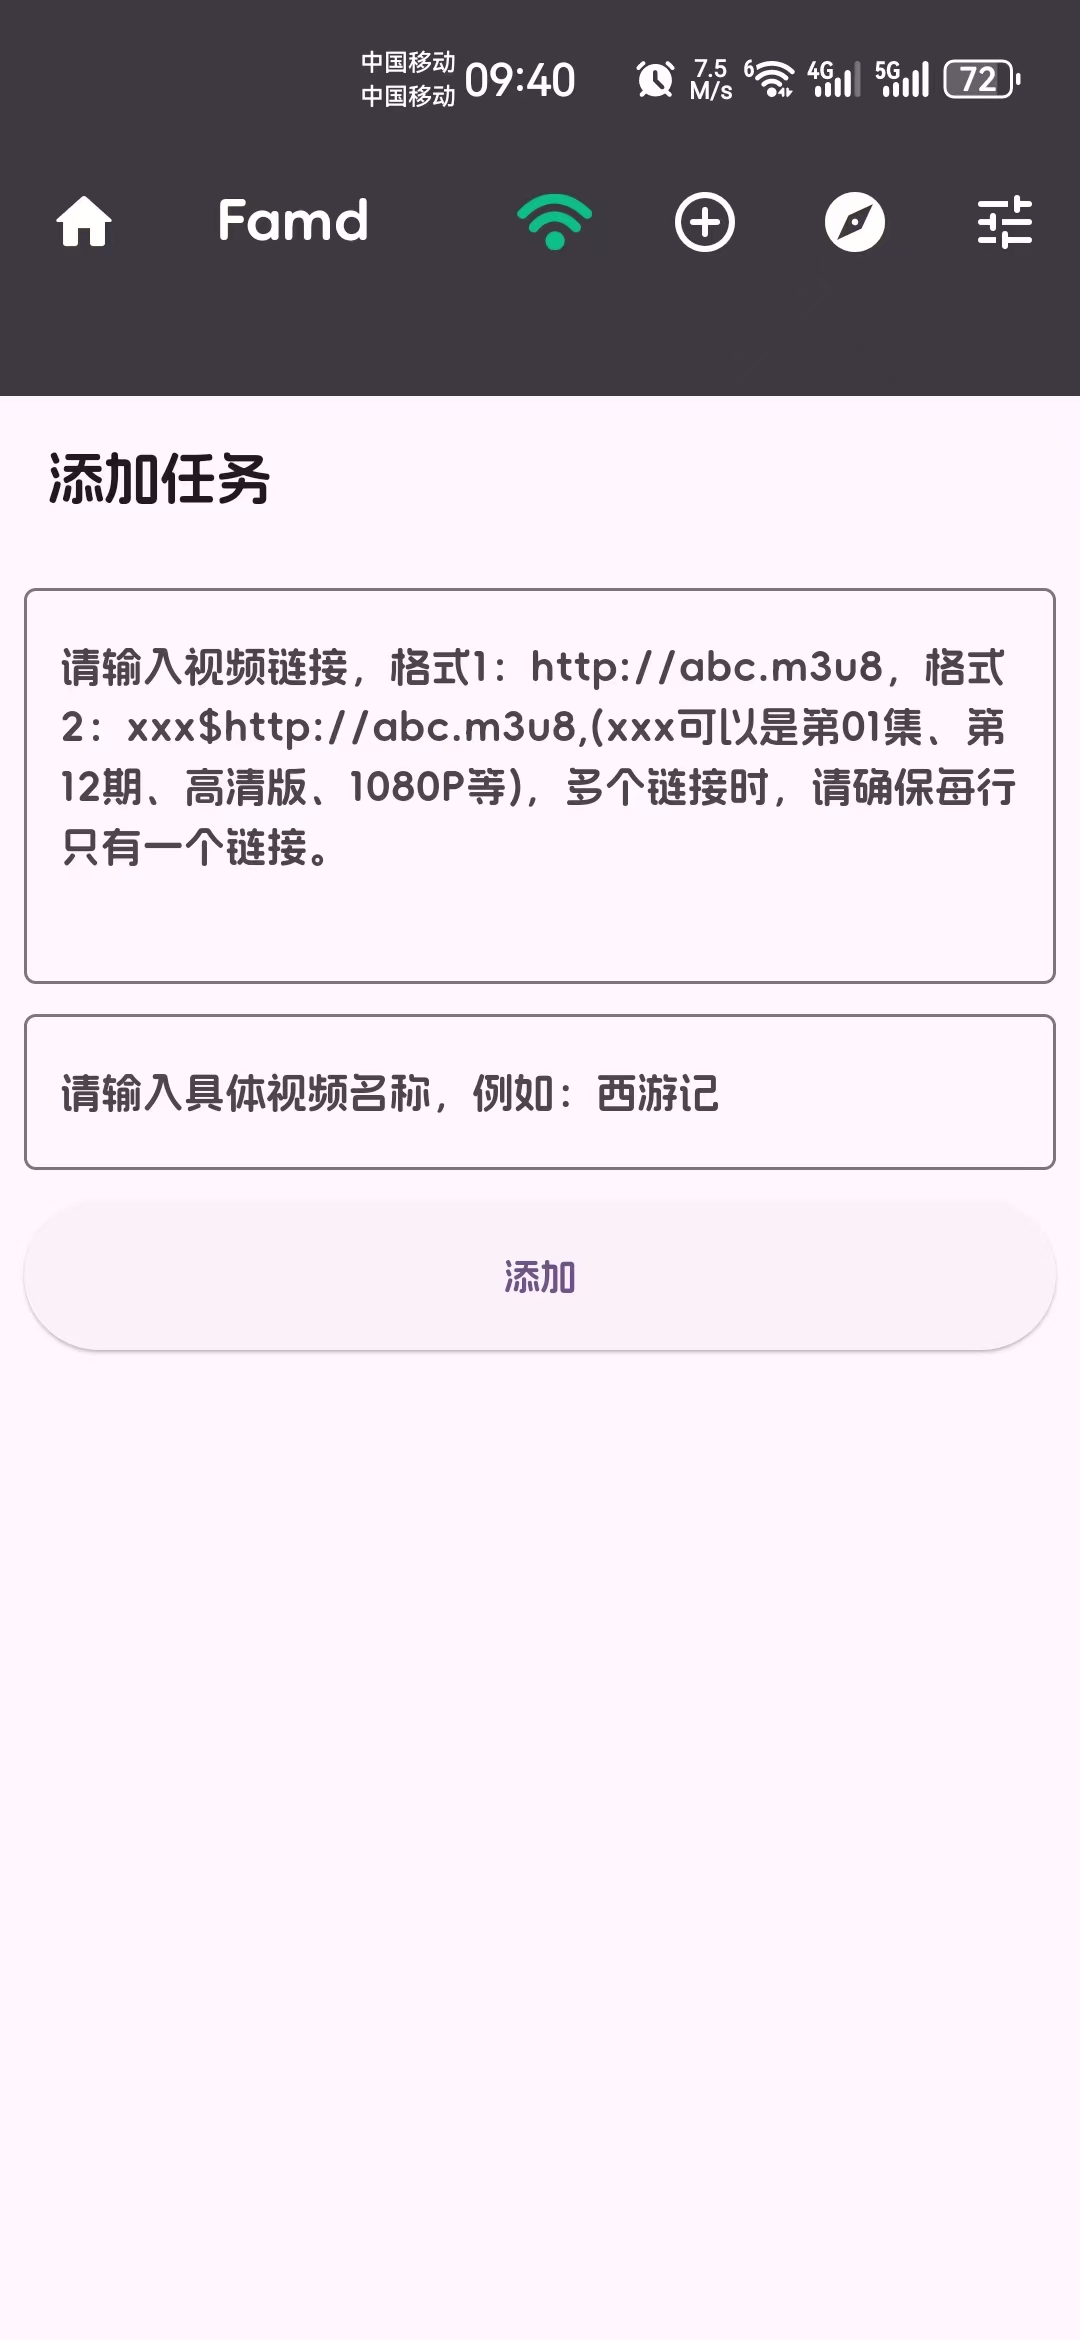 中国移动
中国移动
09:40
7.5
M/s
6
4G
5G
72
Famd
添加任务
请输入视频链接，格式1：http://abc.m3u8，格式
2：xxx$http://abc.m3u8,(xxx可以是第01集、第
12期、高清版、1080P等)，多个链接时，请确保每行
只有一个链接。
请输入具体视频名称，例如：西游记
添加